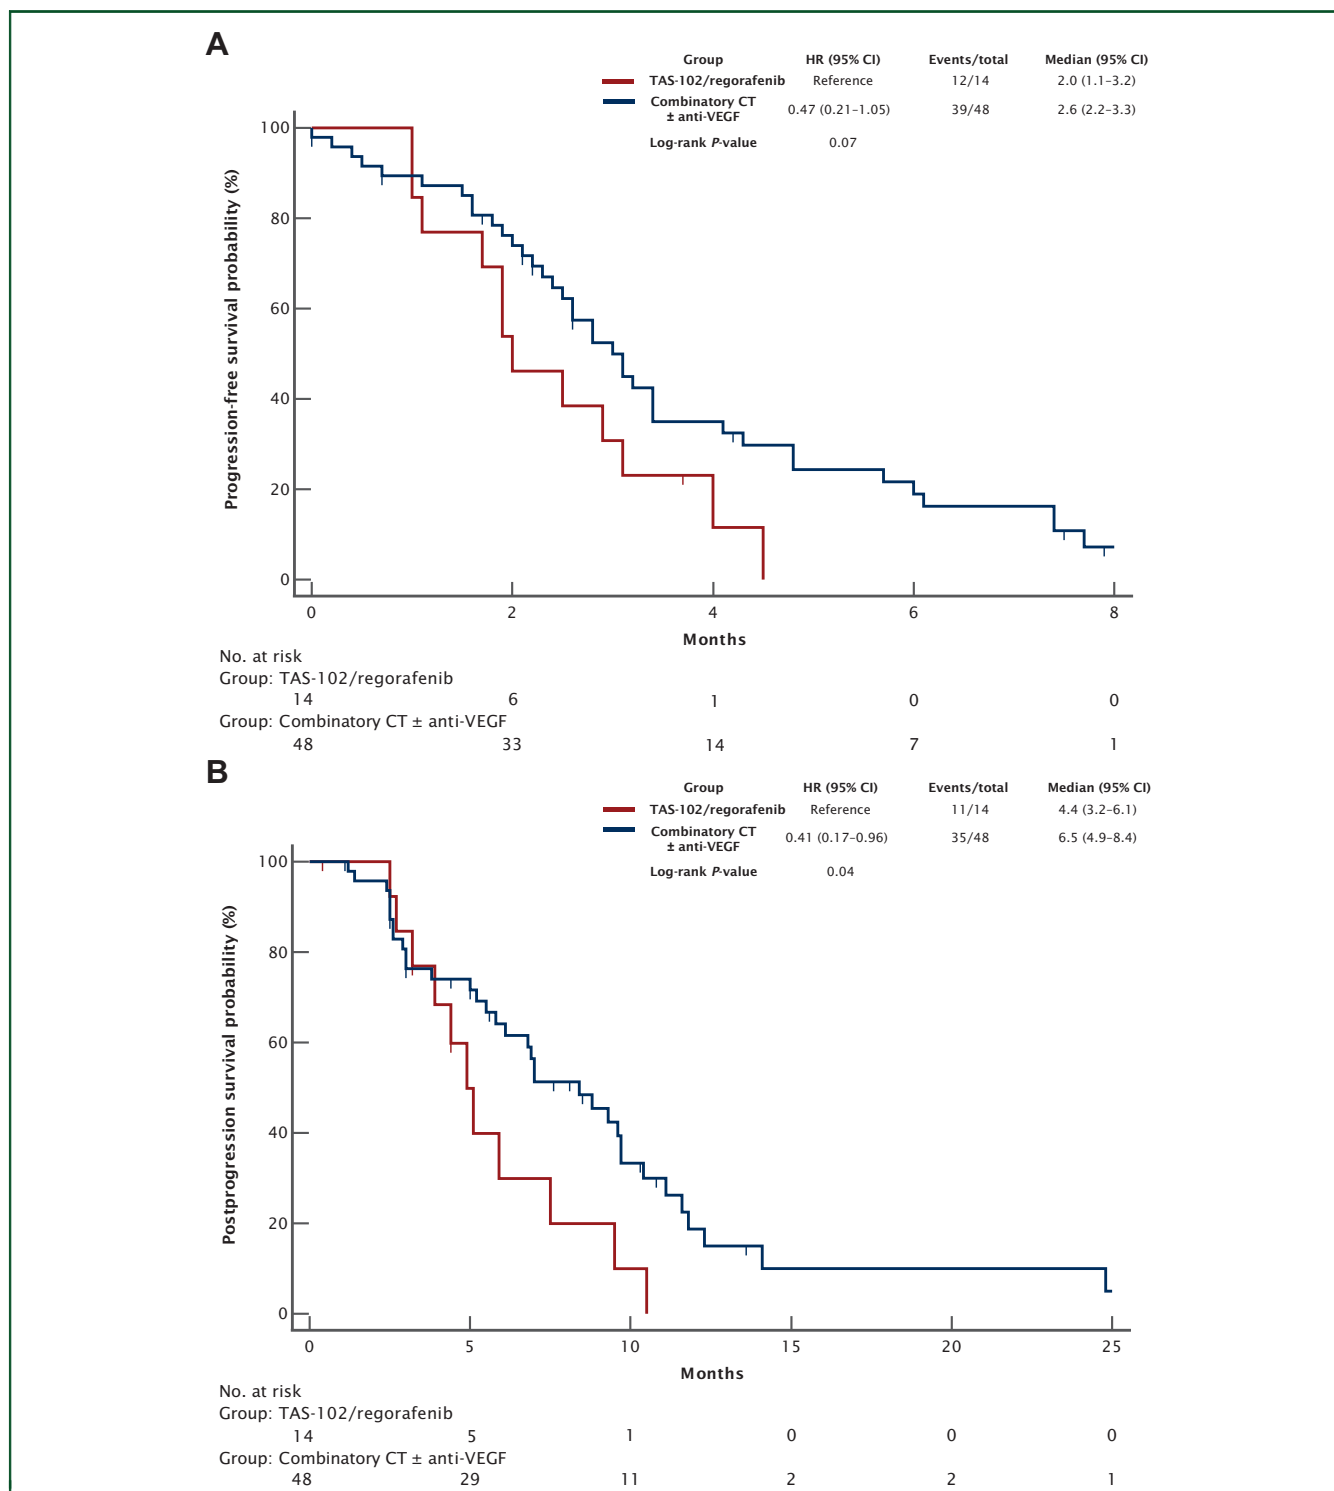 A
Group HR (95% CI) Events/total Median (95% CI)
TAS-102/regorafenib Reference 12/14 2.0 (1.1–3.2)
Combinatory CT
± anti-VEGF 0.47 (0.21–1.05) 39/48 2.6 (2.2–3.3)
Log-rank P-value 0.07
Progression-free survival probability (%)
100
80
60
40
20
0
0 2 4 6 8
Months
No. at risk
Group: TAS-102/regorafenib
14 6 1 0 0
Group: Combinatory CT ± anti-VEGF
48 33 14 7 1
B
Group HR (95% CI) Events/total Median (95% CI)
TAS-102/regorafenib Reference 11/14 4.4 (3.2–6.1)
Combinatory CT
± anti-VEGF 0.41 (0.17–0.96) 35/48 6.5 (4.9–8.4)
Log-rank P-value 0.04
Postprogression survival probability (%)
100
80
60
40
20
0
0 5 10 15 20 25
Months
No. at risk
Group: TAS-102/regorafenib
14 5 1 0 0 0
Group: Combinatory CT ± anti-VEGF
48 29 11 2 2 1